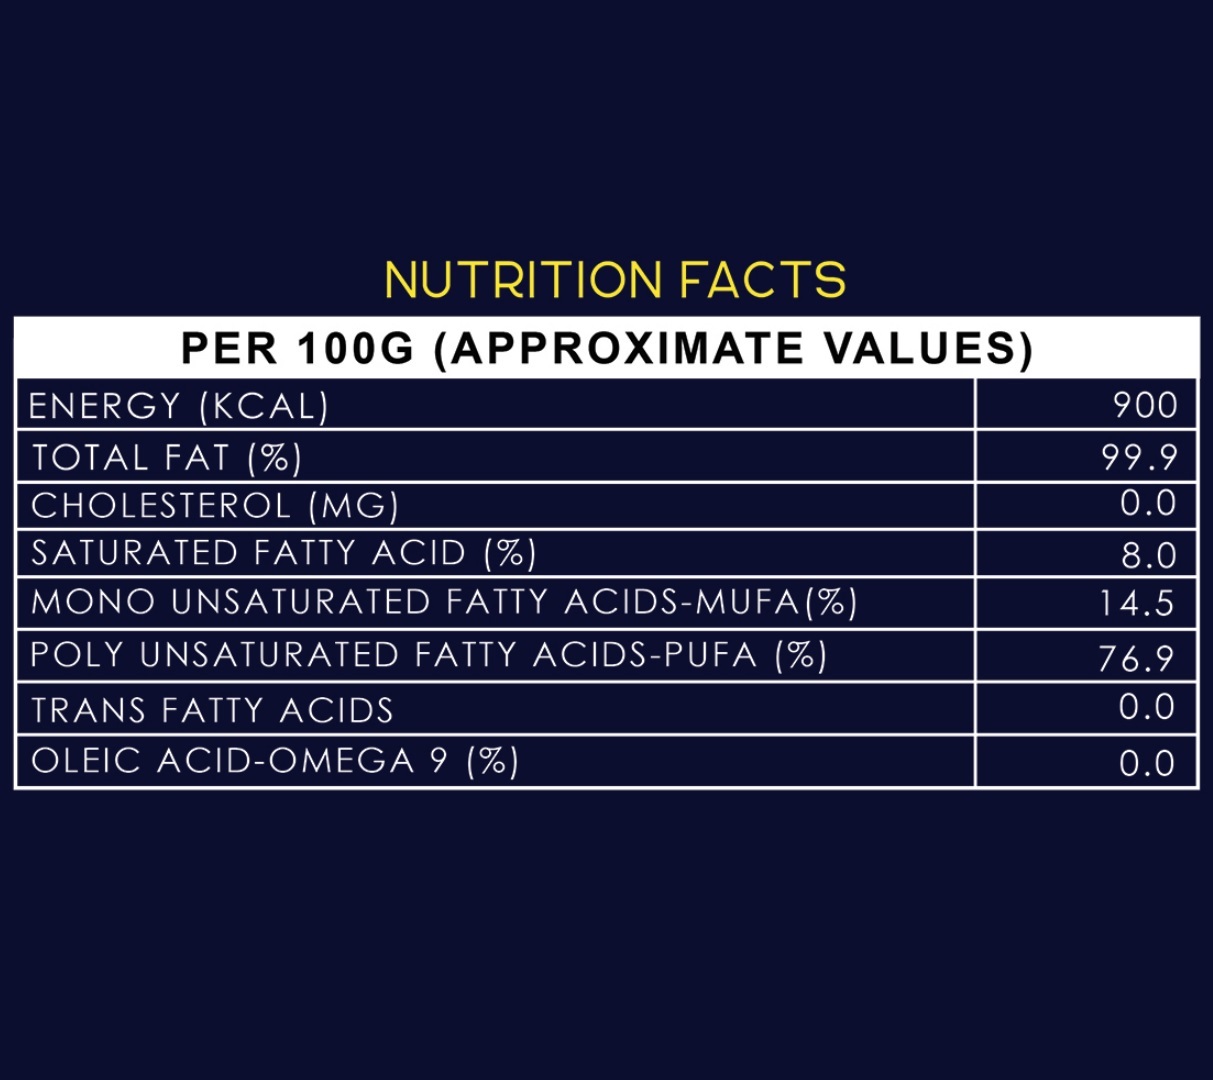 NUTRITION FACTS
PER 100G (APPROXIMATE VALUES)
ENERGY (KCAL) 900
TOTAL FAT (%) 99.9
CHOLESTEROL (MG) 0.0
SATURATED FATTY ACID (%) 8.0
MONO UNSATURATED FATTY ACIDS-MUFA(%) 14.5
POLY UNSATURATED FATTY ACIDS-PUFA (%) 76.9
TRANS FATTY ACIDS 0.0
OLEIC ACID-OMEGA 9 (%) 0.0